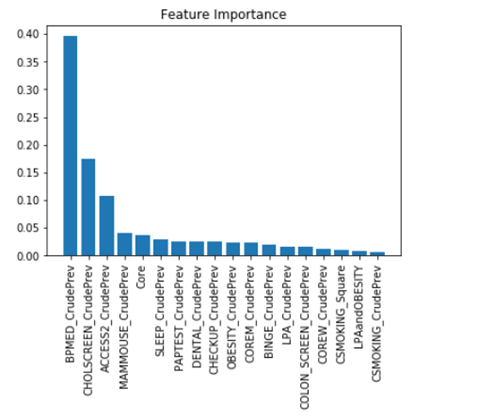 Feature Importance
0.40
0.35
0.30
0.25
0.20
0.15
0.10
0.05
0.00
BPMED_CrudePrev
CHOLSCREEN_CrudePrev
ACCESS2_CrudePrev
MAMMOUSE_CrudePrev
Core
SLEEP_CrudePrev
PAPTEST_CrudePrev
DENTAL_CrudePrev
CHECKUP_CrudePrev
OBESITY_CrudePrev
COREM_CrudePrev
BINGE_CrudePrev
LPA_CrudePrev
COLON_SCREEN_CrudePrev
COREW_CrudePrev
CSMOKING_Square
LPAandOBESITY
CSMOKING_CrudePrev